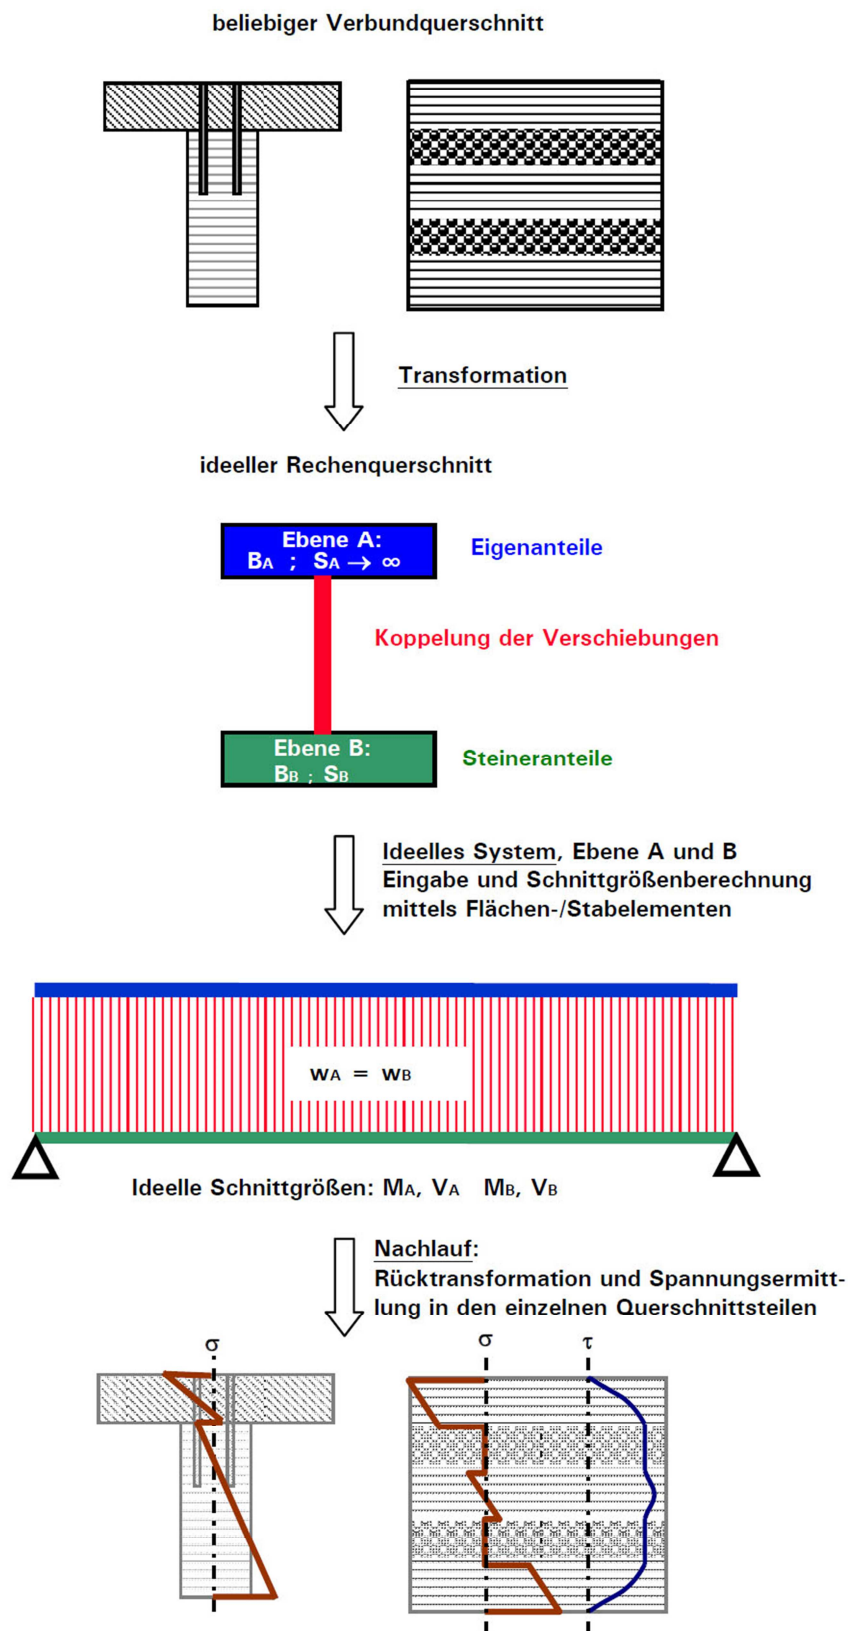 beliebiger Verbundquerschnitt
Transformation
ideeller Rechenquerschnitt
Ebene A:
BA ; SA → ∞
Eigenanteile
Koppelung der Verschiebungen
Ebene B:
BB ; SB
Steineranteile
Ideelles System, Ebene A und B
Eingabe und Schnittgrößenberechnung
mittels Flächen-/Stabelementen
wA = wB
Ideelle Schnittgrößen: MA, VA MB, VB
Nachlauf:
Rücktransformation und Spannungsermitt-
lung in den einzelnen Querschnittsteilen
σ
σ
τ